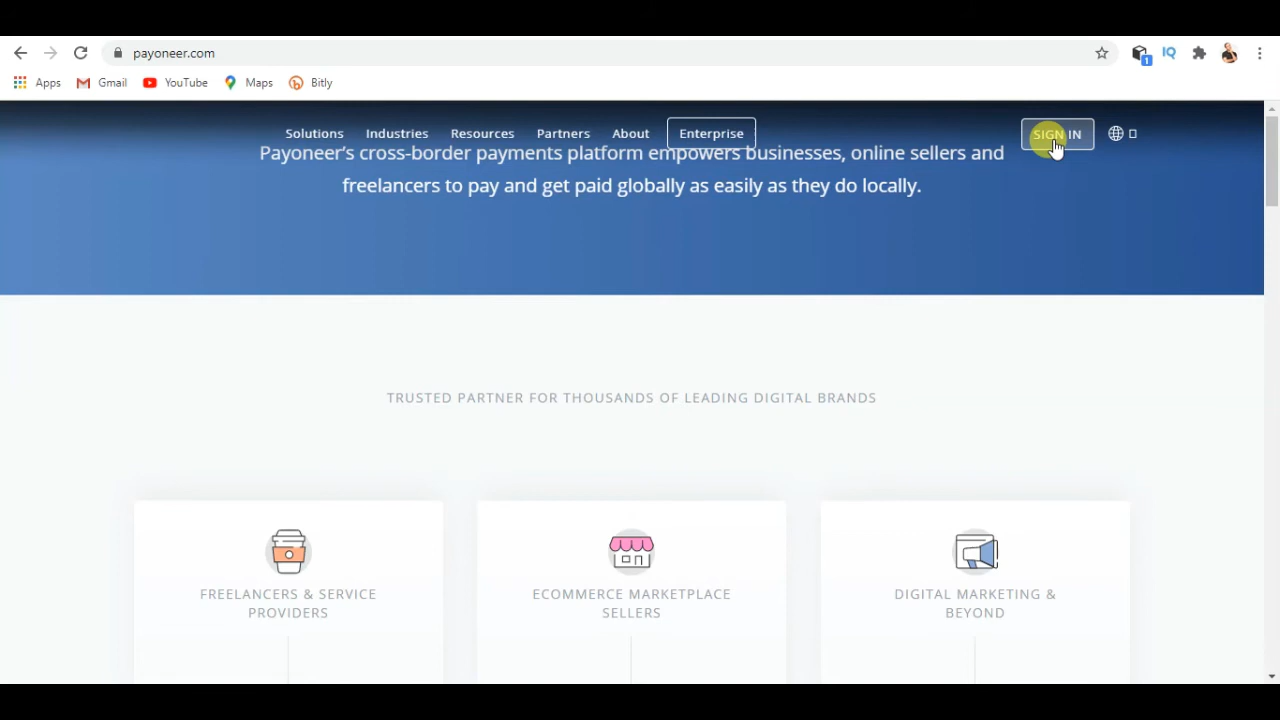 payoneer.com
1
IQ
Apps
Gmail
YouTube
Maps
Bitly
Solutions
Industries
Resources
Partners
About
Enterprise
SIGN IN
Payoneer's cross-border payments platform empowers businesses, online sellers and
freelancers to pay and get paid globally as easily as they do locally.
TRUSTED PARTNER FOR THOUSANDS OF LEADING DIGITAL BRANDS
FREELANCERS & SERVICE
PROVIDERS
ECOMMERCE MARKETPLACE
SELLERS
DIGITAL MARKETING &
BEYOND